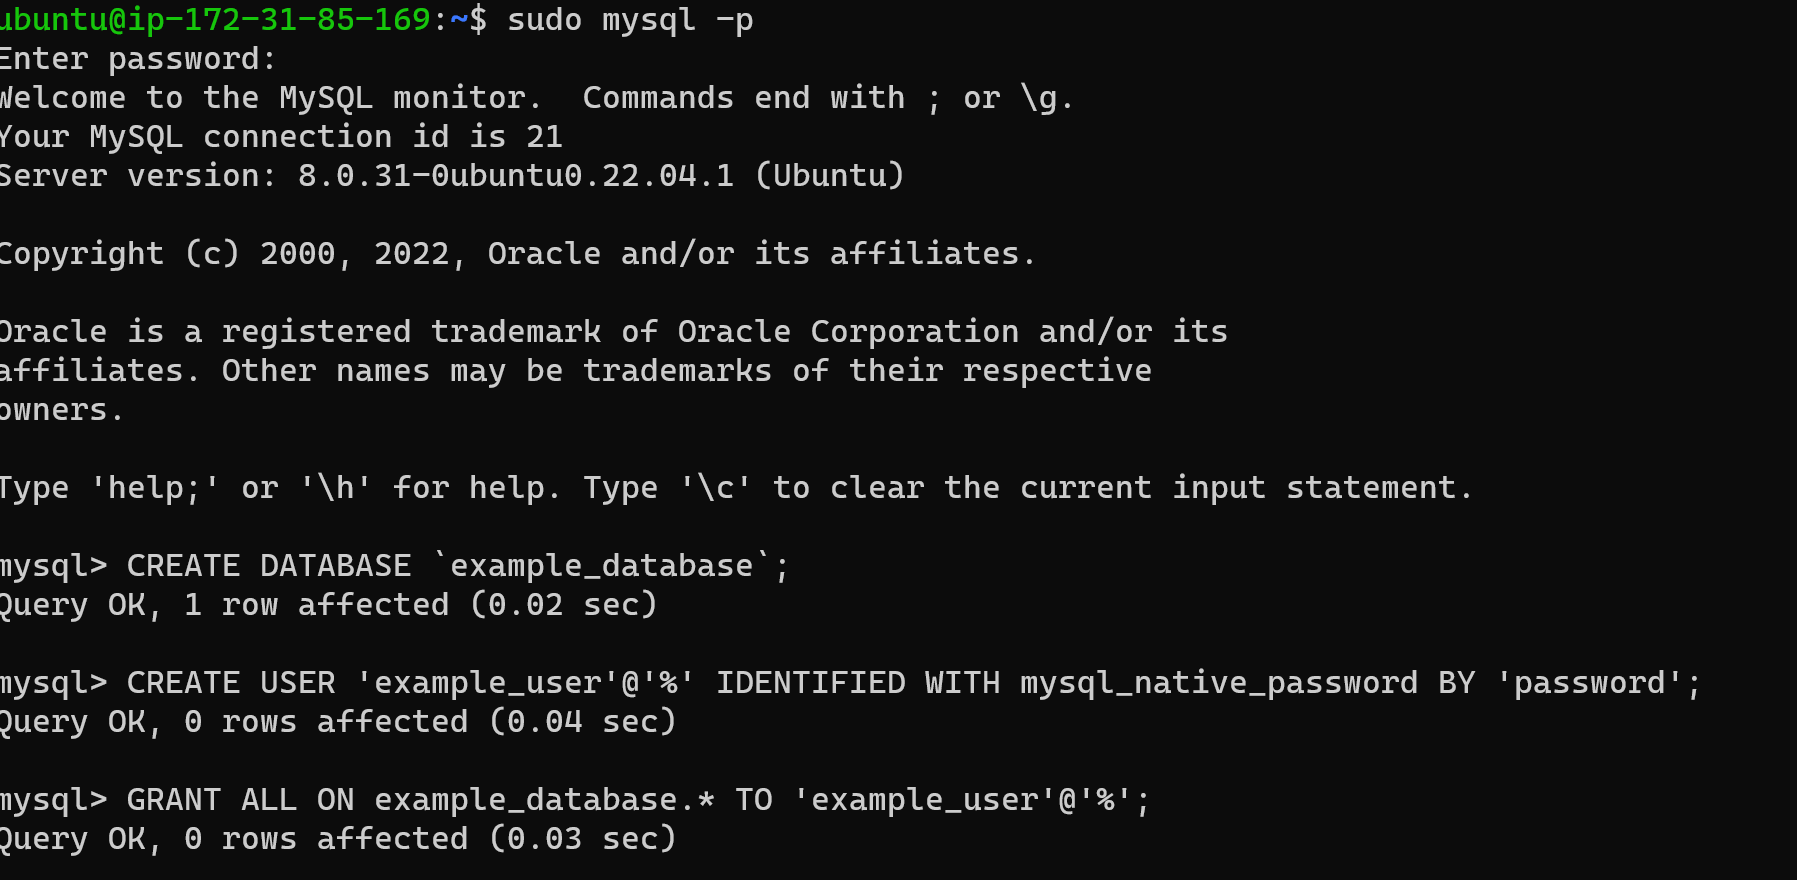 ubuntu@ip-172-31-85-169:~$ sudo mysql -p
Enter password:
Welcome to the MySQL monitor.  Commands end with ; or \g.
Your MySQL connection id is 21
Server version: 8.0.31-0ubuntu0.22.04.1 (Ubuntu)
Copyright (c) 2000, 2022, Oracle and/or its affiliates.
Oracle is a registered trademark of Oracle Corporation and/or its
affiliates. Other names may be trademarks of their respective
owners.
Type 'help;' or '\h' for help. Type '\c' to clear the current input statement.
mysql> CREATE DATABASE `example_database`;
Query OK, 1 row affected (0.02 sec)
mysql> CREATE USER 'example_user'@'%' IDENTIFIED WITH mysql_native_password BY 'password';
Query OK, 0 rows affected (0.04 sec)
mysql> GRANT ALL ON example_database.* TO 'example_user'@'%';
Query OK, 0 rows affected (0.03 sec)